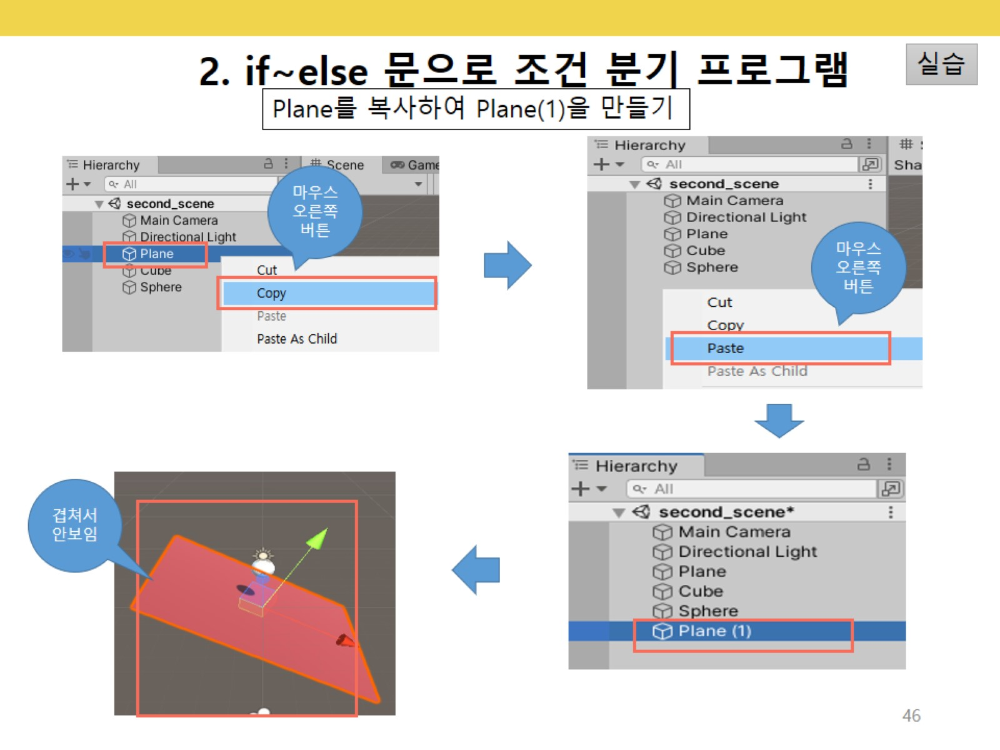 2. if~else 문으로 조건 분기 프로그램
실습
Plane를 복사하여 Plane(1)을 만들기
Hierarchy
Scene
Game
All
second_scene
Main Camera
Directional Light
Plane
Cube
Sphere
마우스
오른쪽
버튼
Cut
Copy
Paste
Paste As Child
Hierarchy
All
Sha
second_scene
Main Camera
Directional Light
Plane
Cube
Sphere
마우스
오른쪽
버튼
Cut
Copy
Paste
Paste As Child
겹쳐서
안보임
Hierarchy
All
second_scene*
Main Camera
Directional Light
Plane
Cube
Sphere
Plane (1)
46